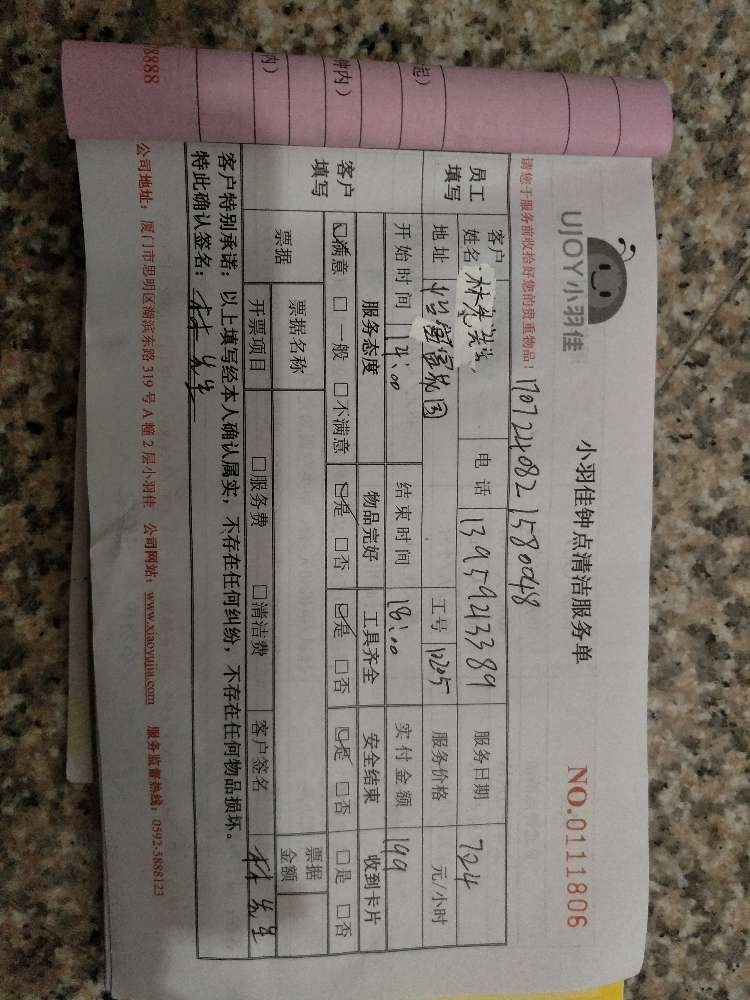 UJOY小羽佳
小羽佳钟点清洁服务单
NO.0111806
请您于服务前收拾好您的贵重物品!
170724082158048
员工填写
客户姓名:林先生
电话 13959243389
服务日期 724
地址
家花园
工号 10205
服务价格 元/小时
开始时间 14:00
结束时间 18:00
实付金额 199
客户填写
服务态度 物品完好 工具齐全 安全结束 收到卡片
☑满意 □一般 □不满意 ☑是 □否 ☑是 □否 ☑是 □否 □是 □否
票据
票据名称
票据金额
开票项目 □服务费 □清洁费 客户签名 林先生
客户特别承诺:以上填写经本人确认属实,不存在任何纠纷,不存在任何物品损坏。
特此确认签名:林先生
公司地址:厦门市思明区湖滨东路319号A幢2层小羽佳 公司网站:www.xiaoyujia.com 服务监督热线:0592-5888123
起)
钟内)
内)
8888